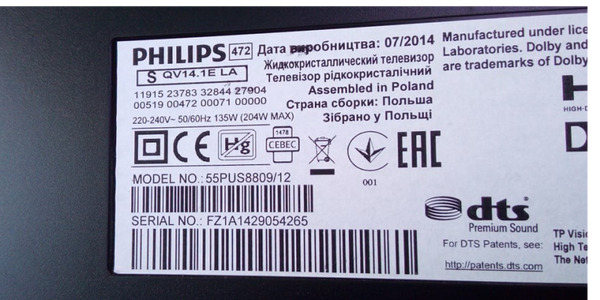 PHILIPS 472 Дата виробництва: 07/2014
S QV14.1E LA
Жидкокристаллический телевизор
Телевізор рідкокристалічний
11915 23783 32844 27904
00519 00472 00071 00000
Assembled in Poland
Страна сборки: Польша
Зібрано у Польщі
220-240V~ 50/60Hz 135W (204W MAX)
CE Hg 1478 CEBEC 001 EAC
MODEL NO.: 55PUS8809/12
SERIAL NO.: FZ1A1429054265
Manufactured under lice
Laboratories. Dolby and
are trademarks of Dolby
HIGH-D
dts
Premium Sound
For DTS Patents, see:
http://patents.dts.com
TP Visi
High Te
The Net